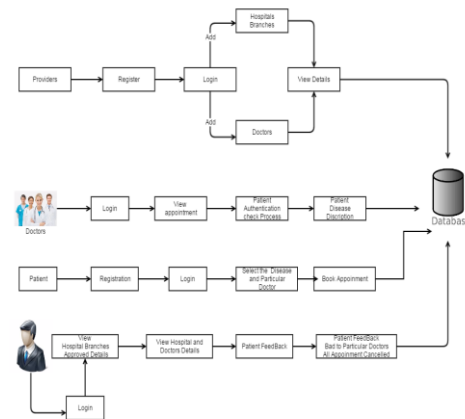 Hospitals
Branches
Add
Providers
Register
Login
View Details
Add
Doctors
Databas
Doctors
Login
View
appointment
Patient
Authentication
check Process
Patient
Disease
Discription
Patient
Registration
Login
Select the Disease
and Particular
Doctor
Book Appoinment
View
Hospital Branches
Approved Details
View Hospital and
Doctors Details
Patient FeedBack
Patient FeedBack
Bad to Particular Doctors
All Appoinment Cancelled
Login